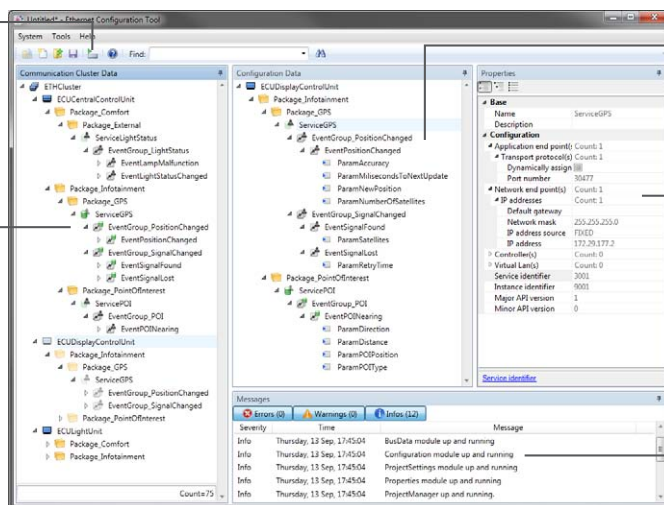 Untitled* - Ethernet Configuration Tool
System Tools Help
Find:
Communication Cluster Data
ETHCluster
ECUCentralControlUnit
Package_Comfort
Package_External
ServiceLightStatus
EventGroup_LightStatus
EventLampMalfunction
EventLightStatusChanged
Package_Infotainment
Package_GPS
ServiceGPS
EventGroup_PositionChanged
EventPositionChanged
EventGroup_SignalChanged
EventSignalFound
EventSignalLost
Package_PointOfInterest
ServicePOI
EventGroup_POI
EventPOINearing
ECUDisplayControlUnit
Package_Infotainment
Package_GPS
ServiceGPS
EventGroup_PositionChanged
EventGroup_SignalChanged
Package_PointOfInterest
ECULightUnit
Package_Comfort
Package_Infotainment
Count=75
Configuration Data
ECUDisplayControlUnit
Package_Infotainment
Package_GPS
ServiceGPS
EventGroup_PositionChanged
EventPositionChanged
ParamAccuracy
ParamMilisecondsToNextUpdate
ParamNewPosition
ParamNumberOfSatellites
EventGroup_SignalChanged
EventSignalFound
ParamSatellites
EventSignalLost
ParamRetryTime
Package_PointOfInterest
ServicePOI
EventGroup_POI
EventPOINearing
ParamDirection
ParamDistance
ParamPOIPosition
ParamPOIType
Properties
Base
Name ServiceGPS
Description
Configuration
Application end point( Count: 1
Transport protocol(s) Count: 1
Dynamically assign
Port number 30477
Network end point(s) Count: 1
IP addresses Count: 1
Default gateway
Network mask 255.255.255.0
IP address source FIXED
IP address 172.29.177.2
Controller(s) Count: 0
Virtual Lan(s) Count: 0
Service identifier 3001
Instance identifier 9001
Major API version 1
Minor API version 0
Service identifier
Messages
Errors (0) Warnings (0) Infos (12)
Severity Time Message
Info Thursday, 13 Sep, 17:45:04 BusData module up and running
Info Thursday, 13 Sep, 17:45:04 Configuration module up and running
Info Thursday, 13 Sep, 17:45:04 ProjectSettings module up and running
Info Thursday, 13 Sep, 17:45:04 Properties module up and running
Info Thursday, 13 Sep, 17:45:04 ProjectManager up and running.